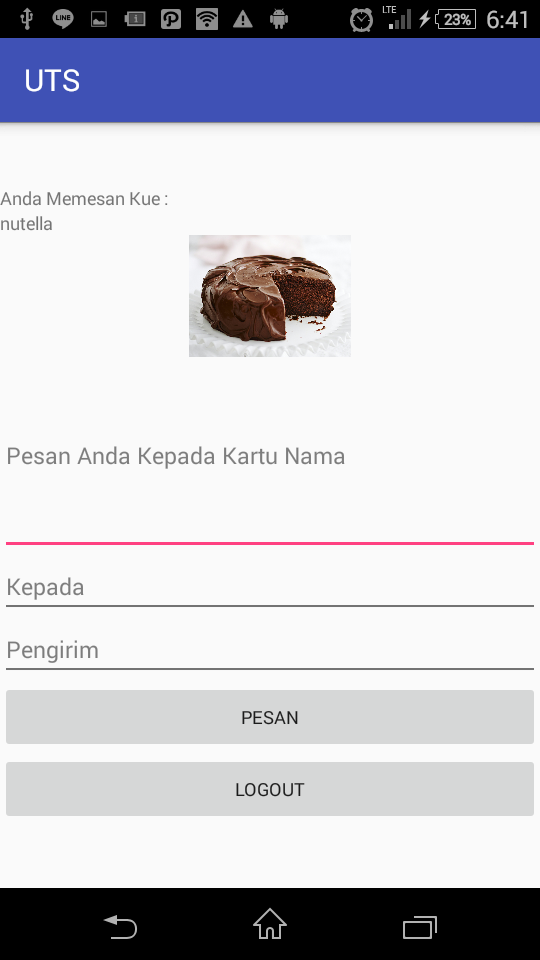 LINE
LTE
23%
6:41
UTS
Anda Memesan Kue :
nutella
Pesan Anda Kepada Kartu Nama
Kepada
Pengirim
PESAN
LOGOUT